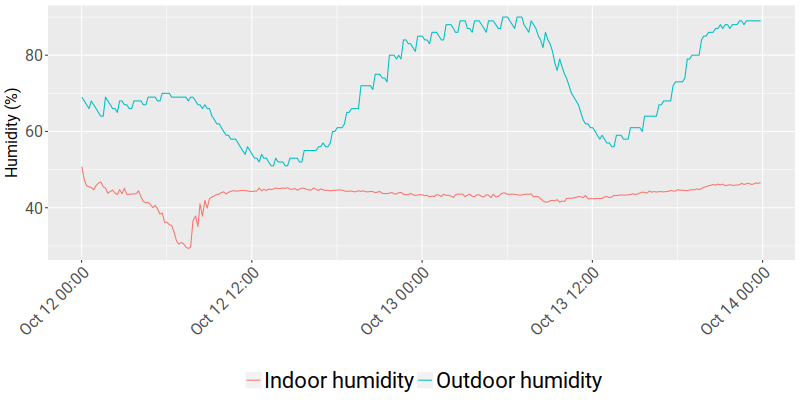 Humidity (%)
80
60
40
Oct 12 00:00
Oct 12 12:00
Oct 13 00:00
Oct 13 12:00
Oct 14 00:00
Indoor humidity Outdoor humidity